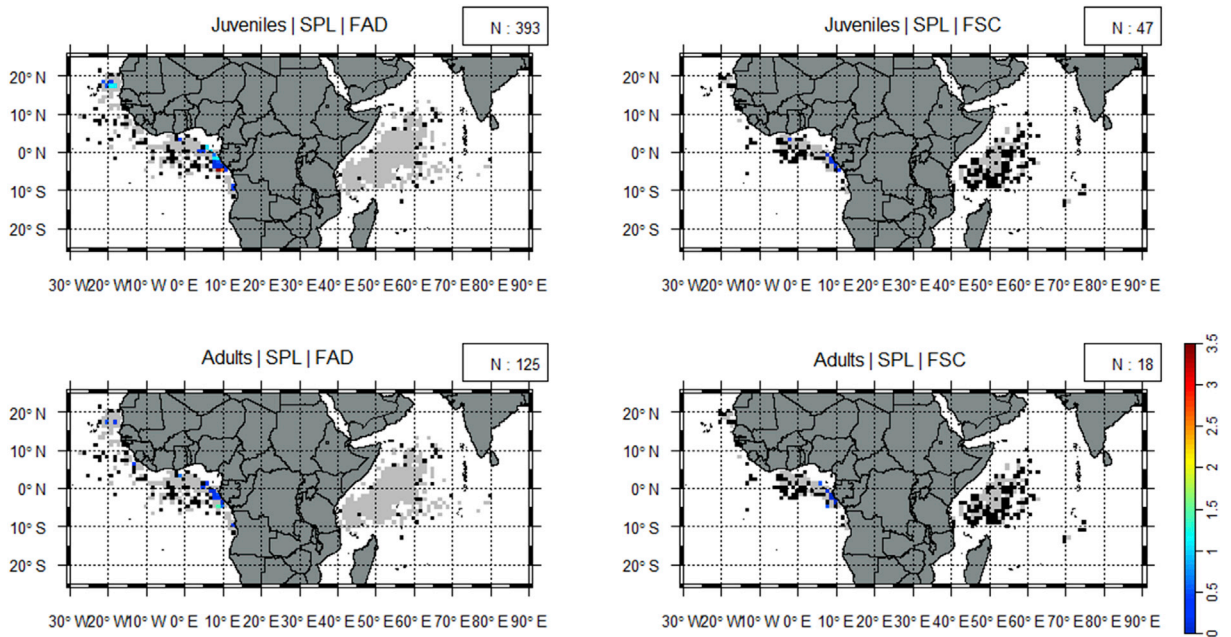 Juveniles | SPL | FAD
N : 393
20° N
10° N
0° N
10° S
20° S
30° W20° W10° W 0° E 10° E 20° E 30° E 40° E 50° E 60° E 70° E 80° E 90° E
Juveniles | SPL | FSC
N : 47
20° N
10° N
0° N
10° S
20° S
30° W20° W10° W 0° E 10° E 20° E 30° E 40° E 50° E 60° E 70° E 80° E 90° E
Adults | SPL | FAD
N : 125
20° N
10° N
0° N
10° S
20° S
30° W20° W10° W 0° E 10° E 20° E 30° E 40° E 50° E 60° E 70° E 80° E 90° E
Adults | SPL | FSC
N : 18
20° N
10° N
0° N
10° S
20° S
30° W20° W10° W 0° E 10° E 20° E 30° E 40° E 50° E 60° E 70° E 80° E 90° E
3.5
3
2.5
2
1.5
1
0.5
0